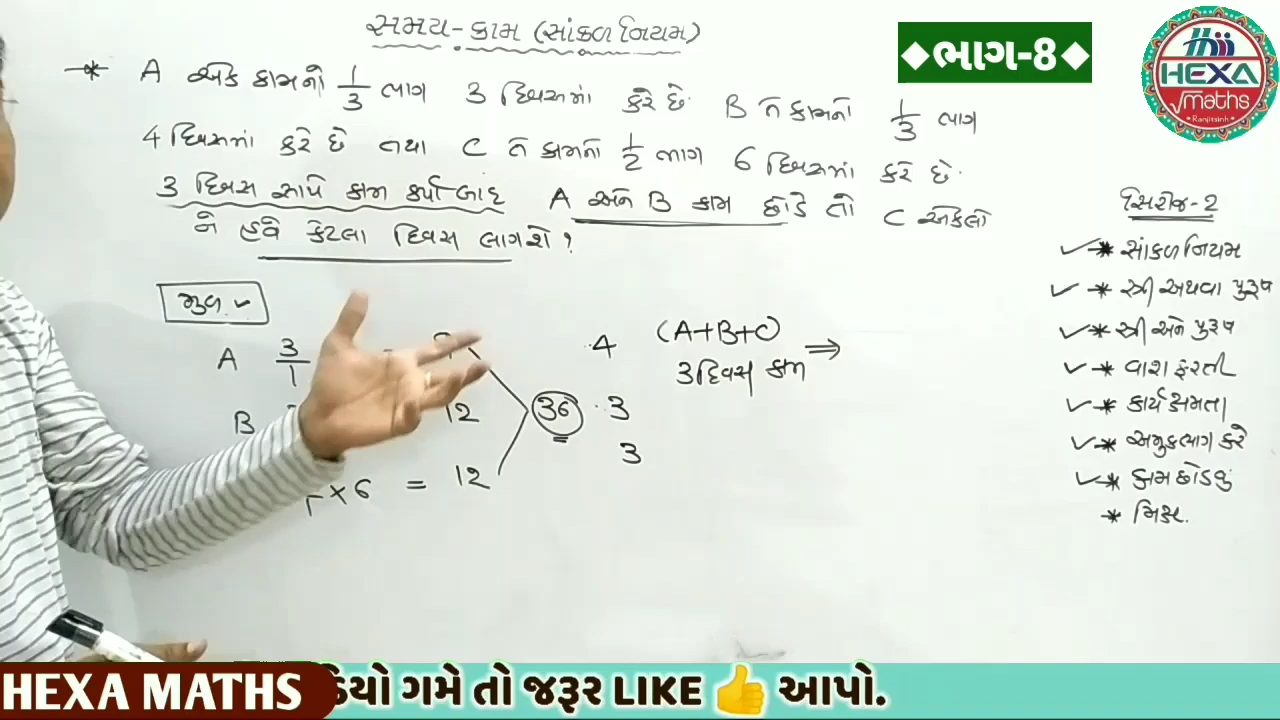 સમય-કામ (સાંકળ નિયમ)
◆ભાગ-8◆
HEXA
√maths
Ranjitsinh
* A એક કામનો 1/3 ભાગ 3 દિવસમાં કરે છે. B તે કામનો 1/3 ભાગ
4 દિવસમાં કરે છે તથા C તે કામનો 1/2 ભાગ 6 દિવસમાં કરે છે.
3 દિવસ સાથે કામ કર્યા બાદ A અને B કામ છોડે તો C એકલો
ને હવે કેટલા દિવસ લાગશે?
સિરીઝ-2
✓* સાંકળ નિયમ
✓* સ્ત્રી અથવા પુરૂષ
✓* સ્ત્રી અને પુરૂષ
✓* વારા ફરતી
✓* કાર્ય ક્ષમતા
✓* અમુક ભાગ કરે
✓* કામ છોડવું
* મિક્ષ.
મુળ ✓
A 3/1 4 (A+B+C) ⇒
3 દિવસ કામ
B 12 36 3
3
×6 = 12
HEXA MATHS ડિયો ગમે તો જરૂર LIKE 👍 આપો.